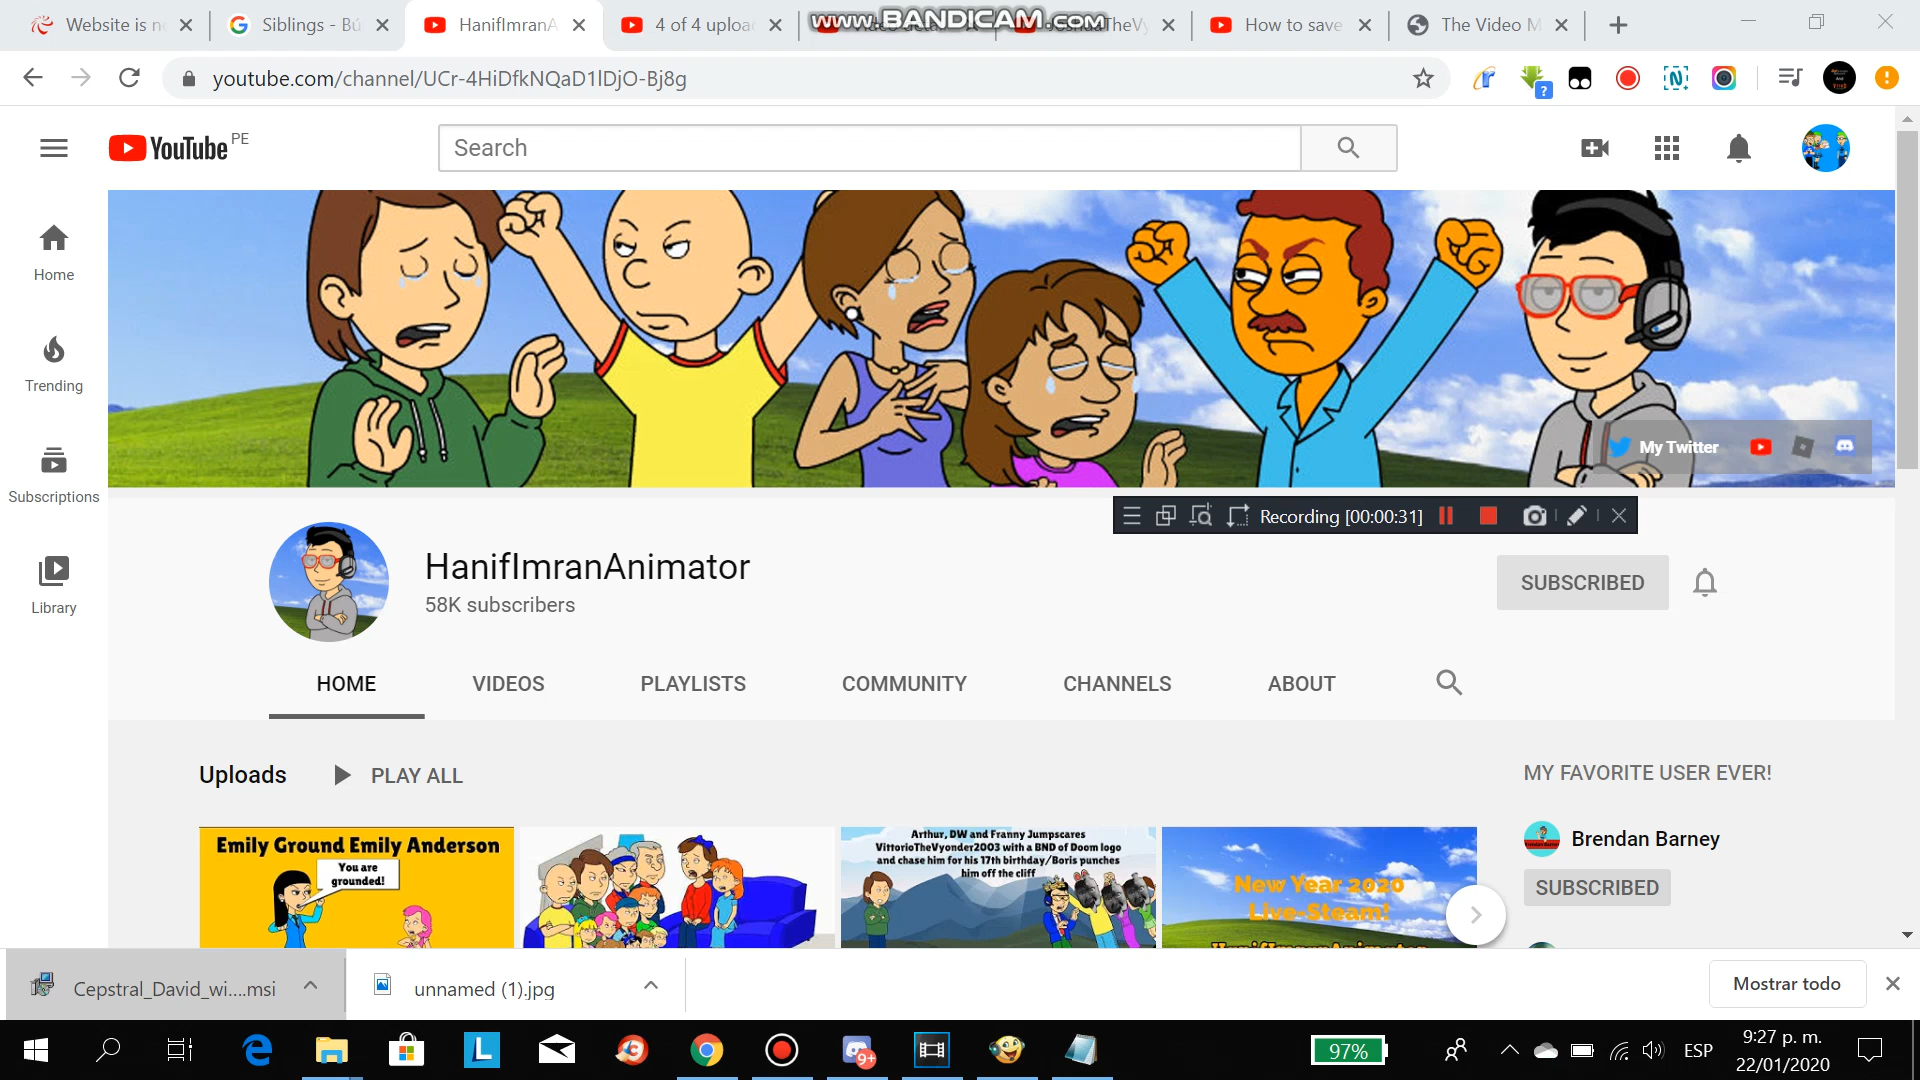 Website is n
Siblings - Bú
HanifImranA
4 of 4 uploa
www.BANDICAM.com
JoshuaTheVy
How to save
The Video M
youtube.com/channel/UCr-4HiDfkNQaD1lDjO-Bj8g
YouTube PE
Search
Home
Trending
Subscriptions
Library
My Twitter
Recording [00:00:31]
HanifImranAnimator
58K subscribers
SUBSCRIBED
HOME
VIDEOS
PLAYLISTS
COMMUNITY
CHANNELS
ABOUT
Uploads
PLAY ALL
MY FAVORITE USER EVER!
Emily Ground Emily Anderson
You are
grounded!
Arthur, DW and Franny Jumpscares
VittorioTheVyonder2003 with a BND of Doom logo
and chase him for his 17th birthday/Boris punches
him off the cliff
New Year 2020
Live-Steam!
HanifImranAnimator
Brendan Barney
SUBSCRIBED
Cepstral_David_wi....msi
unnamed (1).jpg
Mostrar todo
9+
97%
ESP
9:27 p. m.
22/01/2020